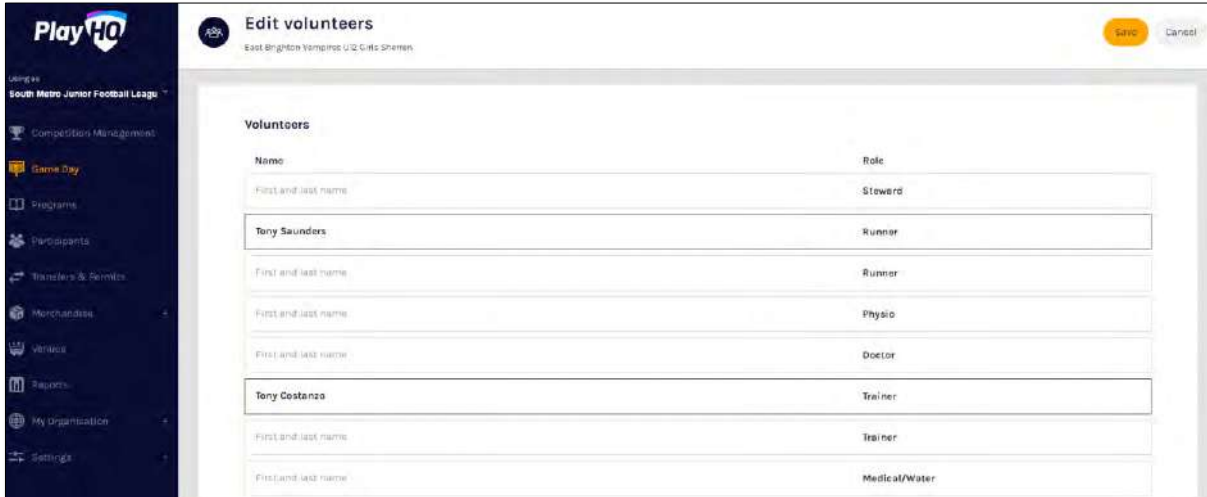 PlayHQ
Edit volunteers
East Brighton Vampires U12 Girls Sherrin
Save
Cancel
Using as
South Metro Junior Football Leagu
Competition Management
Game Day
Programs
Participants
Transfers & Permits
Merchandise
Venues
Reports
My Organisation
Settings
Volunteers
Name Role
First and last name Steward
Tony Saunders Runner
First and last name Runner
First and last name Physio
First and last name Doctor
Tony Costanzo Trainer
First and last name Trainer
First and last name Medical/Water